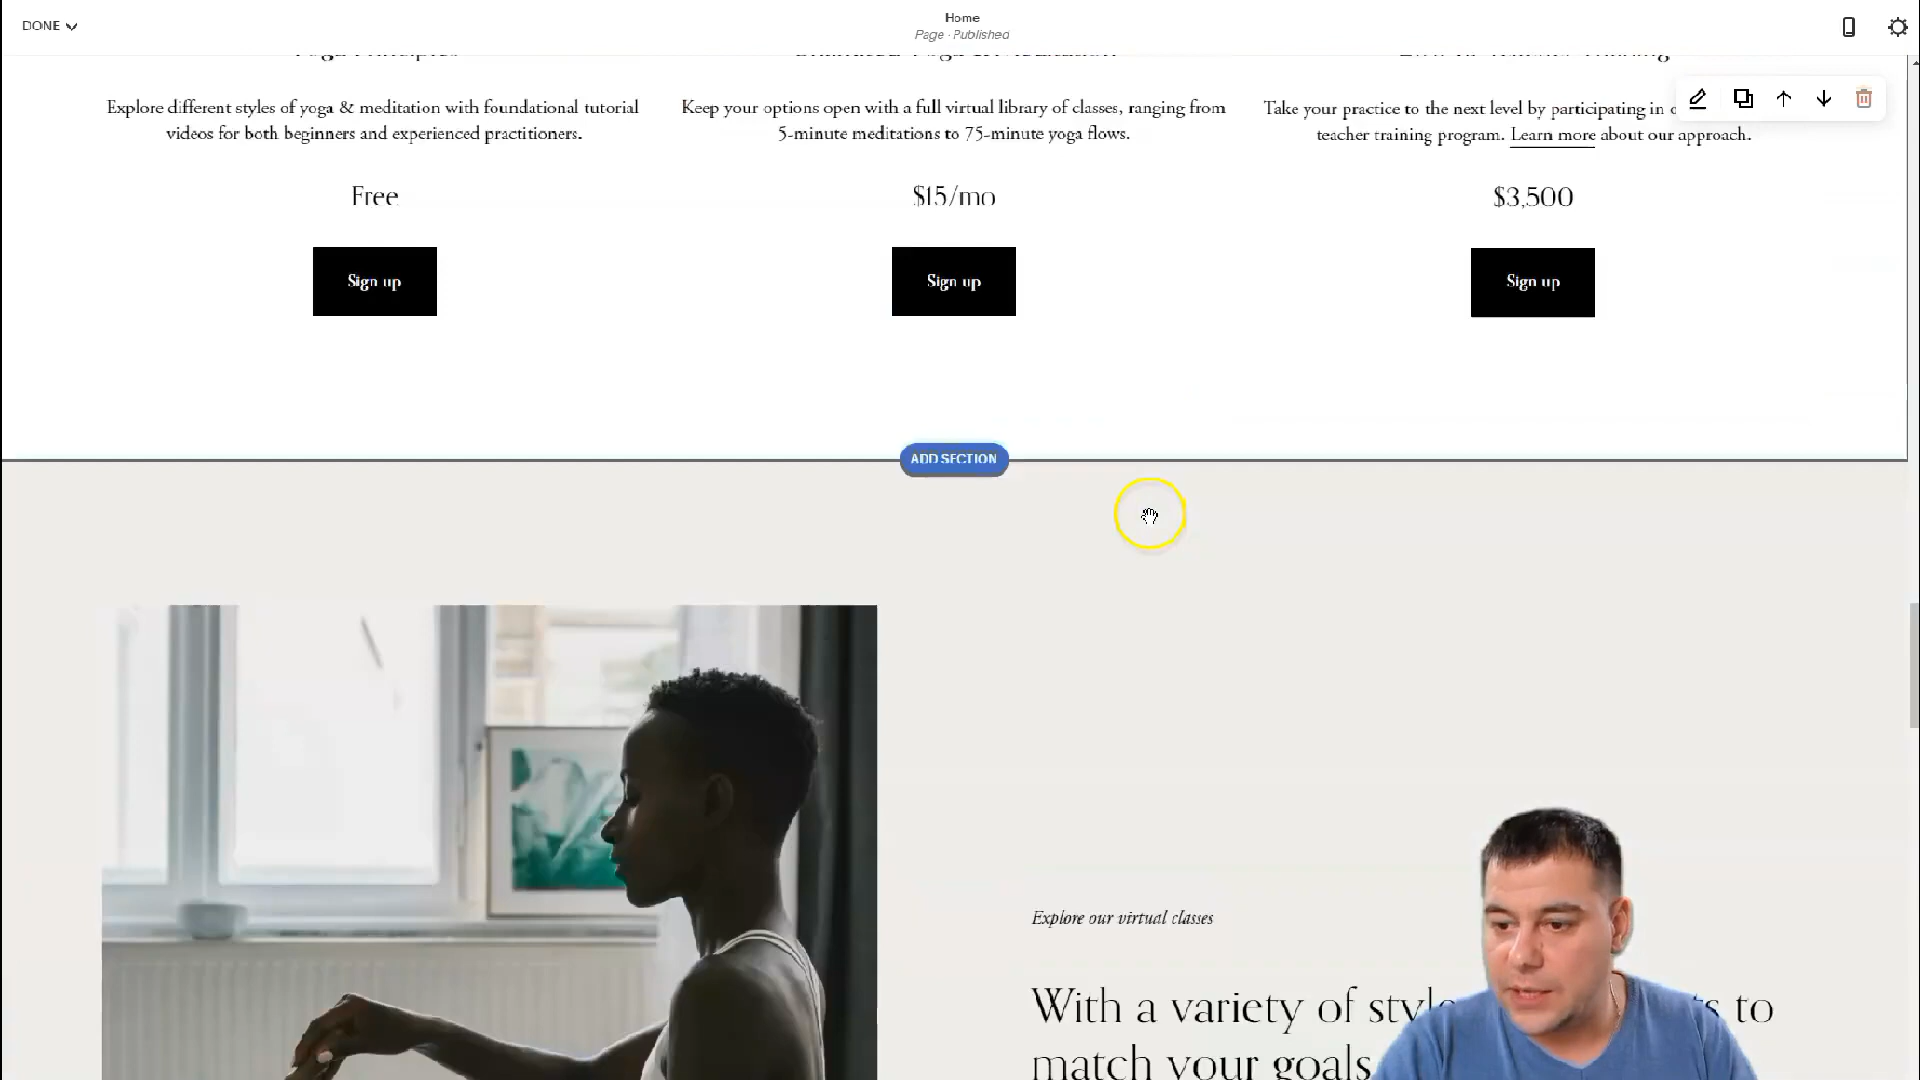 DONE
Home
Page · Published
Explore different styles of yoga & meditation with foundational tutorial
videos for both beginners and experienced practitioners.
Free
Sign up
Keep your options open with a full virtual library of classes, ranging from
5-minute meditations to 75-minute yoga flows.
$15/mo
Sign up
Take your practice to the next level by participating in
teacher training program. Learn more about our approach.
$3,500
Sign up
ADD SECTION
Explore our virtual classes
With a variety of to
match your goals